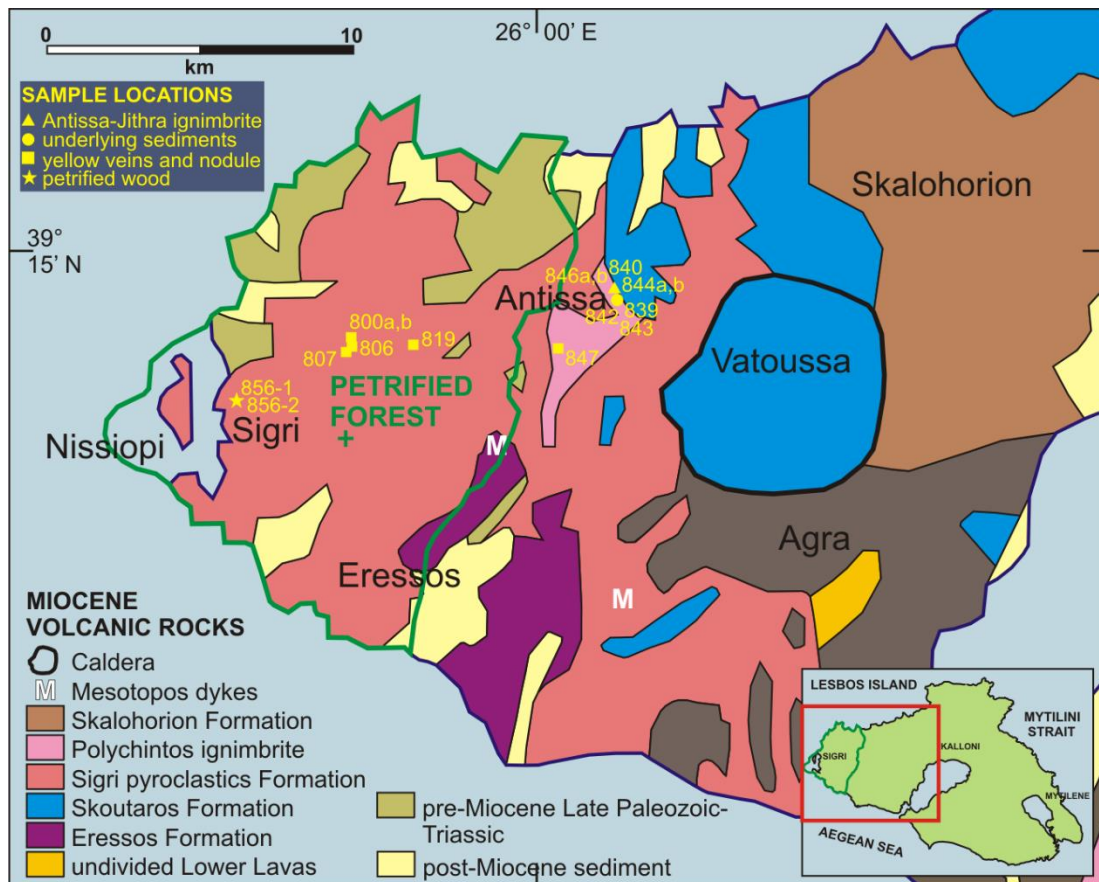 0
10
km
26° 00' E
SAMPLE LOCATIONS
Antissa-Jithra ignimbrite
underlying sediments
yellow veins and nodule
petrified wood
Skalohorion
39°
15' N
846a,b
840
844a,b
Antissa
842
839
843
800a,b
819
807
806
847
Vatoussa
PETRIFIED
FOREST
856-1
856-2
Sigri
Nissiopi
M
Agra
Eressos
M
MIOCENE
VOLCANIC ROCKS
Caldera
M
Mesotopos dykes
Skalohorion Formation
Polychintos ignimbrite
Sigri pyroclastics Formation
Skoutaros Formation
Eressos Formation
undivided Lower Lavas
pre-Miocene Late Paleozoic-
Triassic
post-Miocene sediment
LESBOS ISLAND
MYTILINI
STRAIT
SIGRI
KALLONI
MYTILENE
AEGEAN SEA